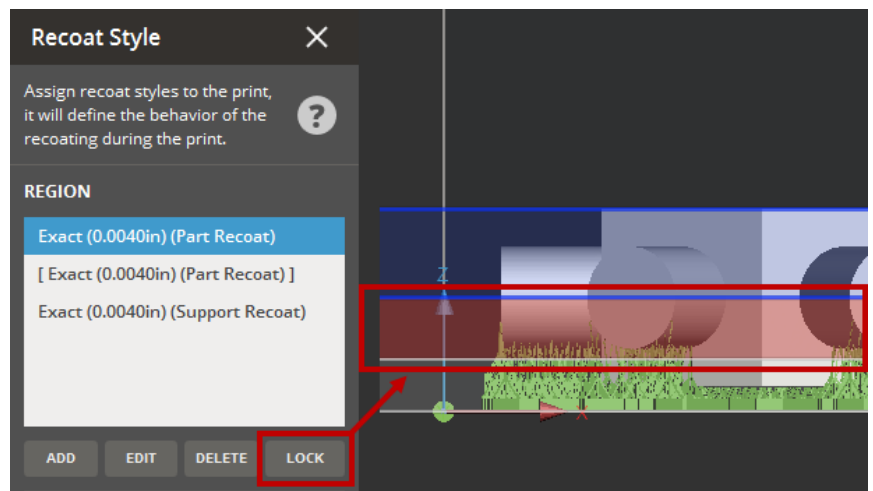 Recoat Style
Assign recoat styles to the print,
it will define the behavior of the
recoating during the print.
?
REGION
Exact (0.0040in) (Part Recoat)
[ Exact (0.0040in) (Part Recoat) ]
Exact (0.0040in) (Support Recoat)
ADD EDIT DELETE LOCK
Z
X